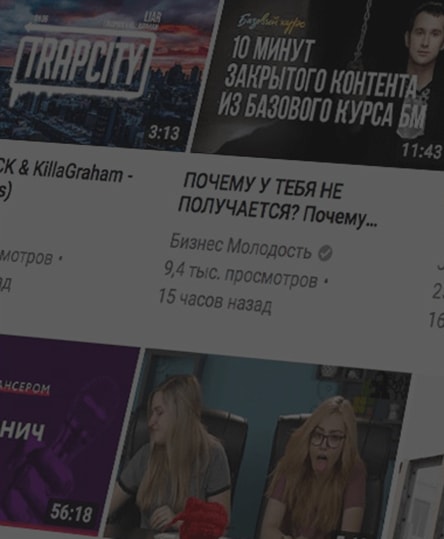 LIAR
TRAPCITY
3:13
Базовый курс
10 МИНУТ
ЗАКРЫТОГО КОНТЕНТА
ИЗ БАЗОВОГО КУРСА БМ
11:43
CK & KillaGraham -
s)
мотров •
ад
ПОЧЕМУ У ТЕБЯ НЕ
ПОЛУЧАЕТСЯ? Почему...
Бизнес Молодость
9,4 тыс. просмотров •
15 часов назад
2
16
АНСЕРОМ
НИЧ
56:18